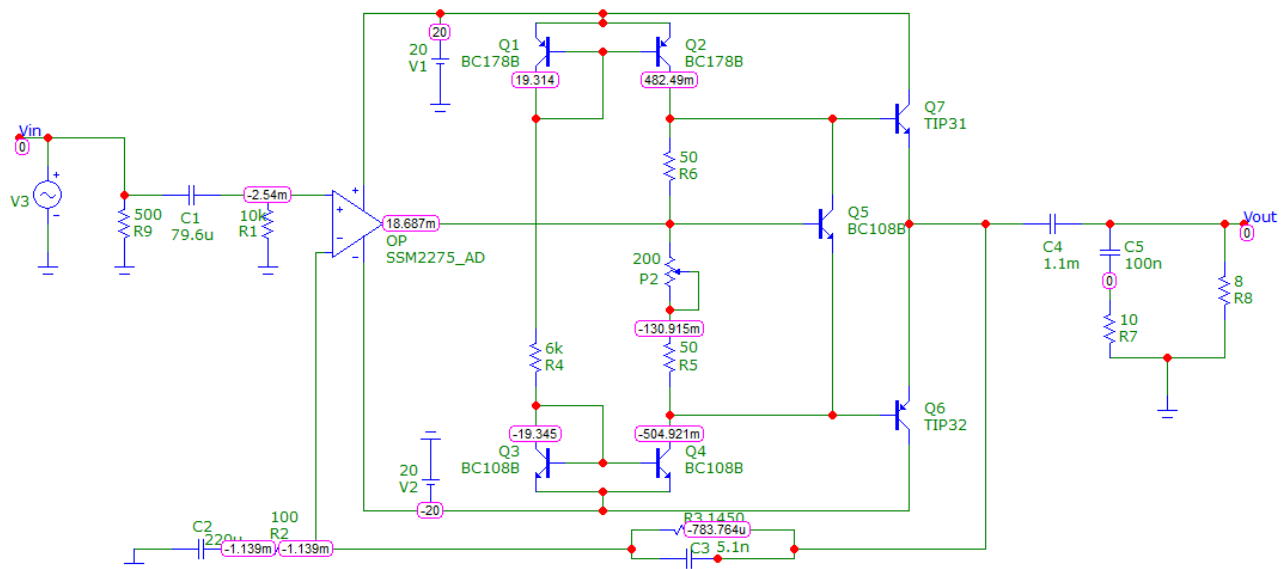 20
20
V1
Q1
BC178B
19.314
Q2
BC178B
482.49m
Q7
TIP31
Vin
0
V3
500
R9
C1
79.6u
-2.54m
10k
R1
+
+
-
-
18.687m
OP
SSM2275_AD
50
R6
Q5
BC108B
200
P2
-130.915m
50
R5
6k
R4
C4
1.1m
C5
100n
0
10
R7
Vout
0
8
R8
Q6
TIP32
-19.345
Q3
BC108B
-504.921m
Q4
BC108B
20
V2
-20
C2
220u
-1.139m
100
R2
-1.139m
R3 1450
-783.764u
C3 5.1n